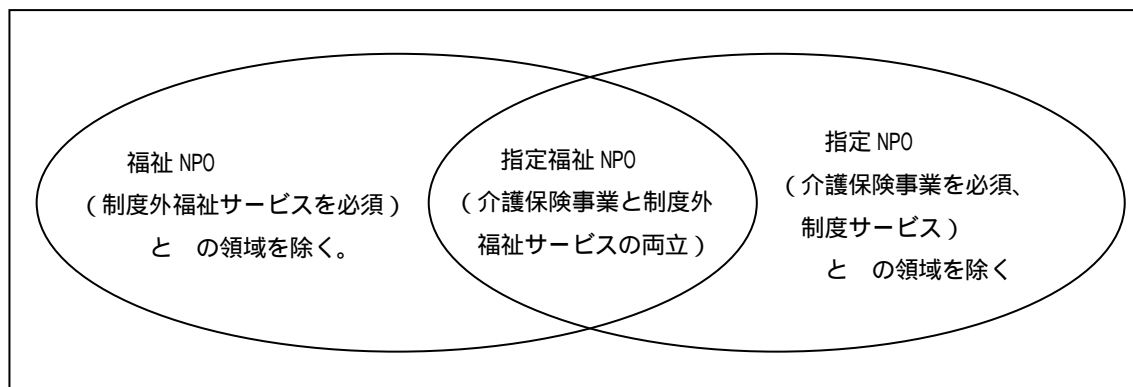 福祉 NPO
（制度外福祉サービスを必須）
と　の領域を除く。
指定福祉 NPO
（介護保険事業と制度外
福祉サービスの両立）
指定 NPO
（介護保険事業を必須、
制度サービス）
と　の領域を除く